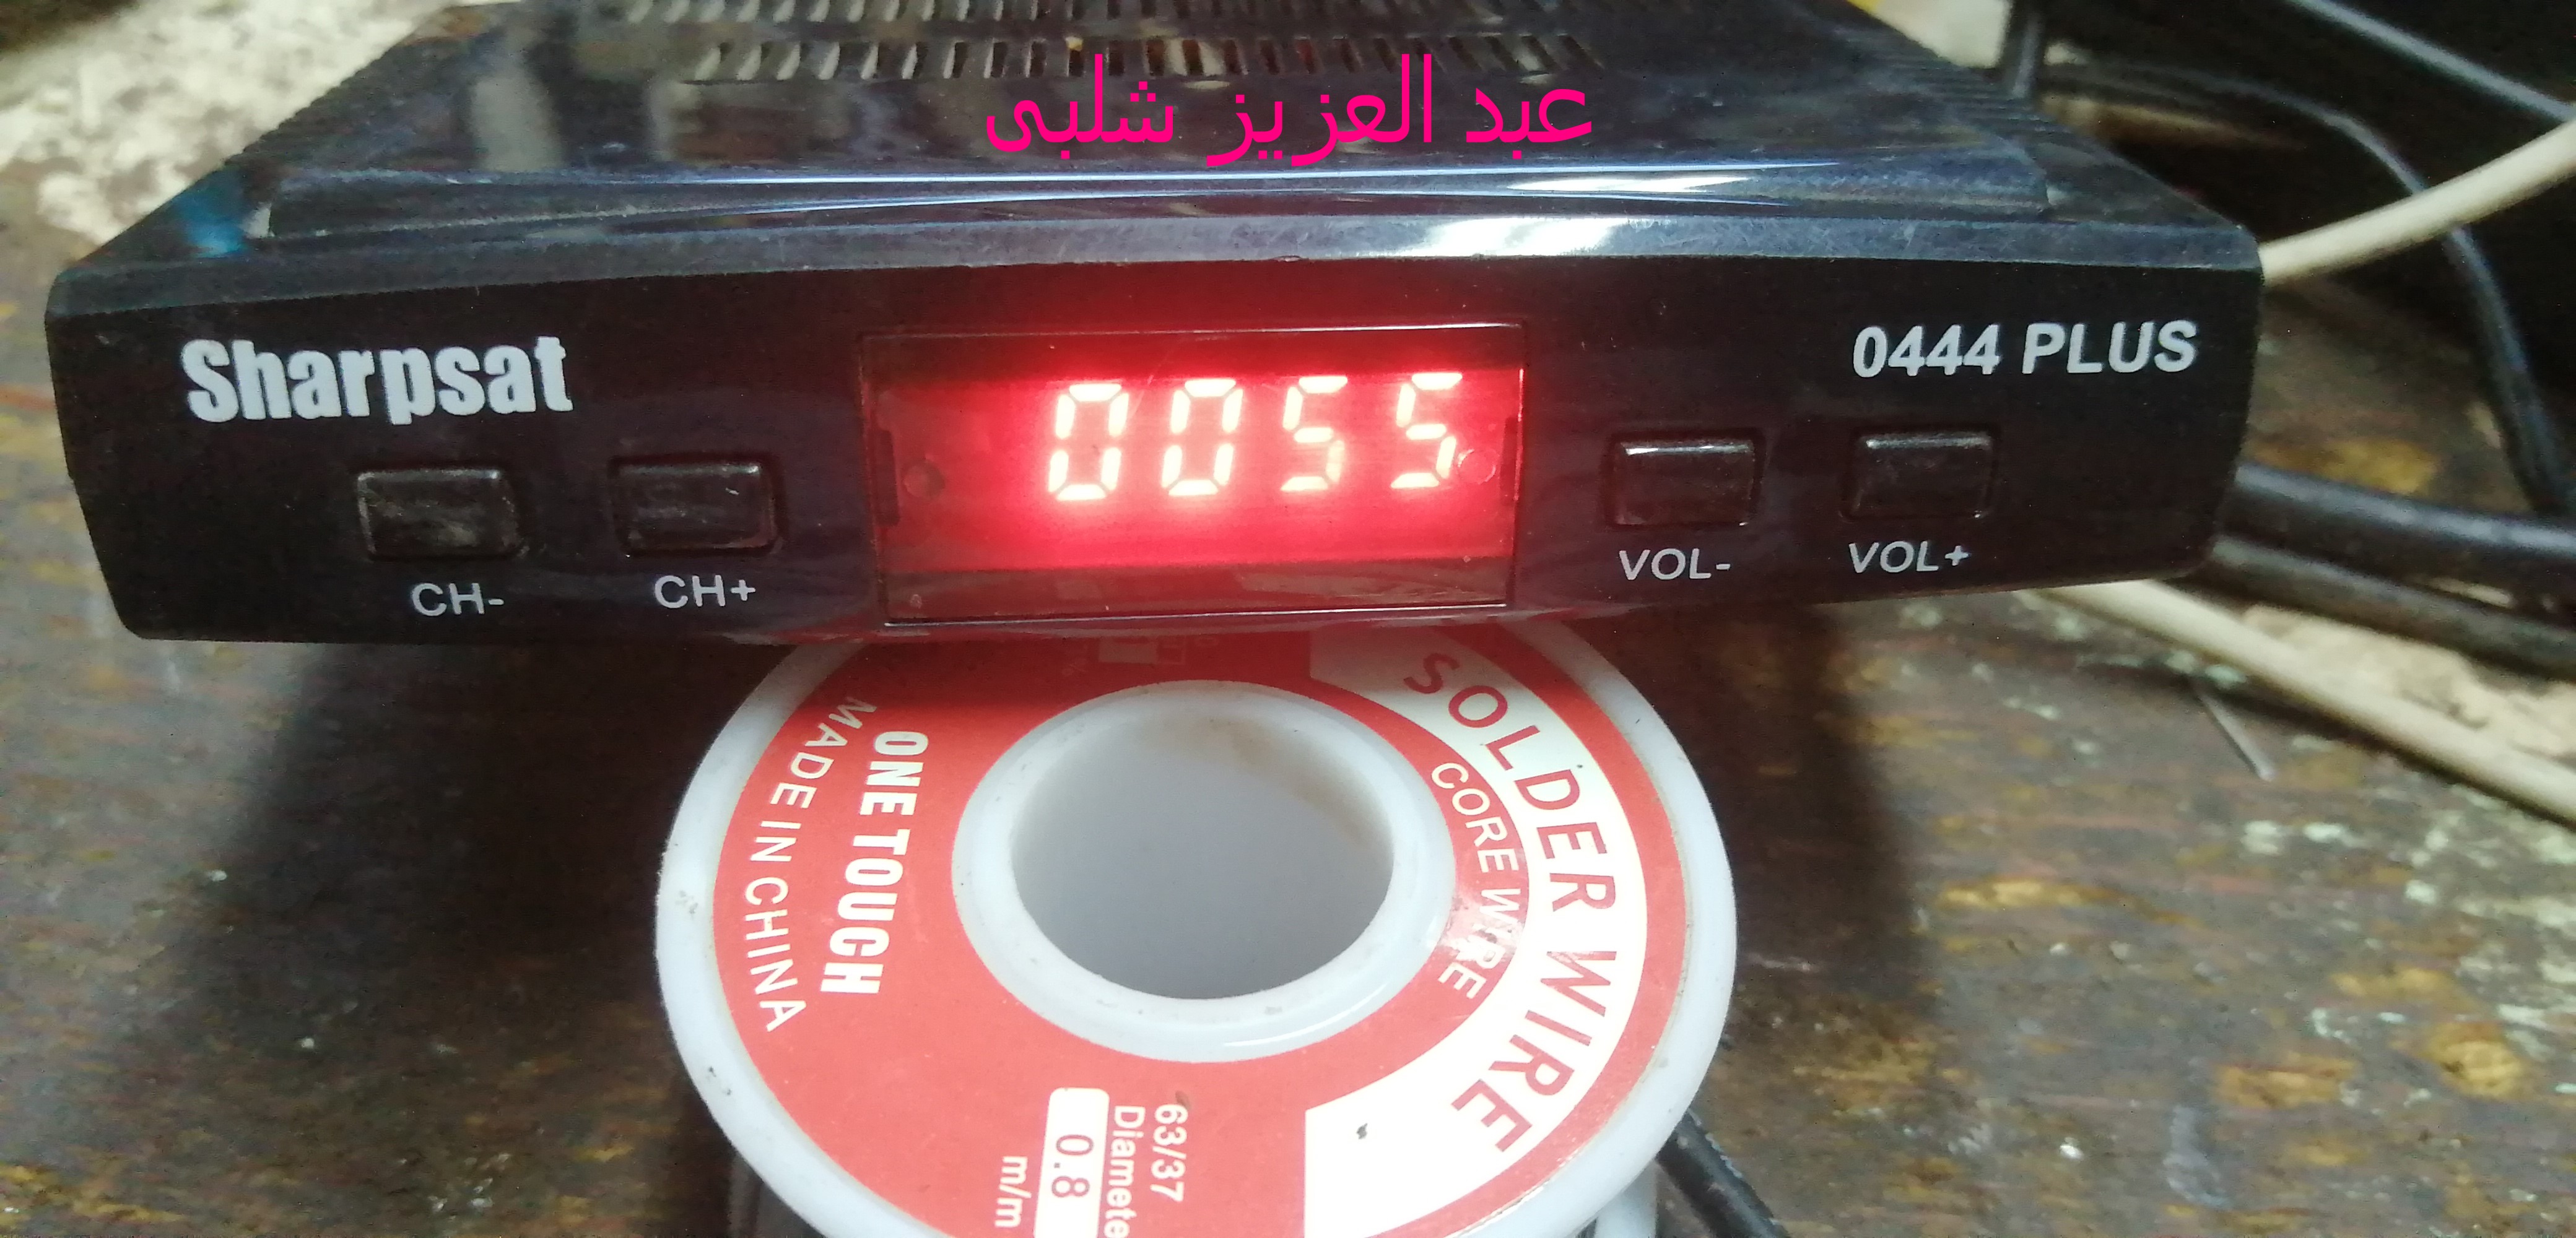 عبد العزيز شلبى
Sharpsat
0444 PLUS
0055
CH-
CH+
VOL-
VOL+
SOLDER WIRE
CORE WIRE
ONE TOUCH
MADE IN CHINA
63/37
Diamete
0.8
m/m